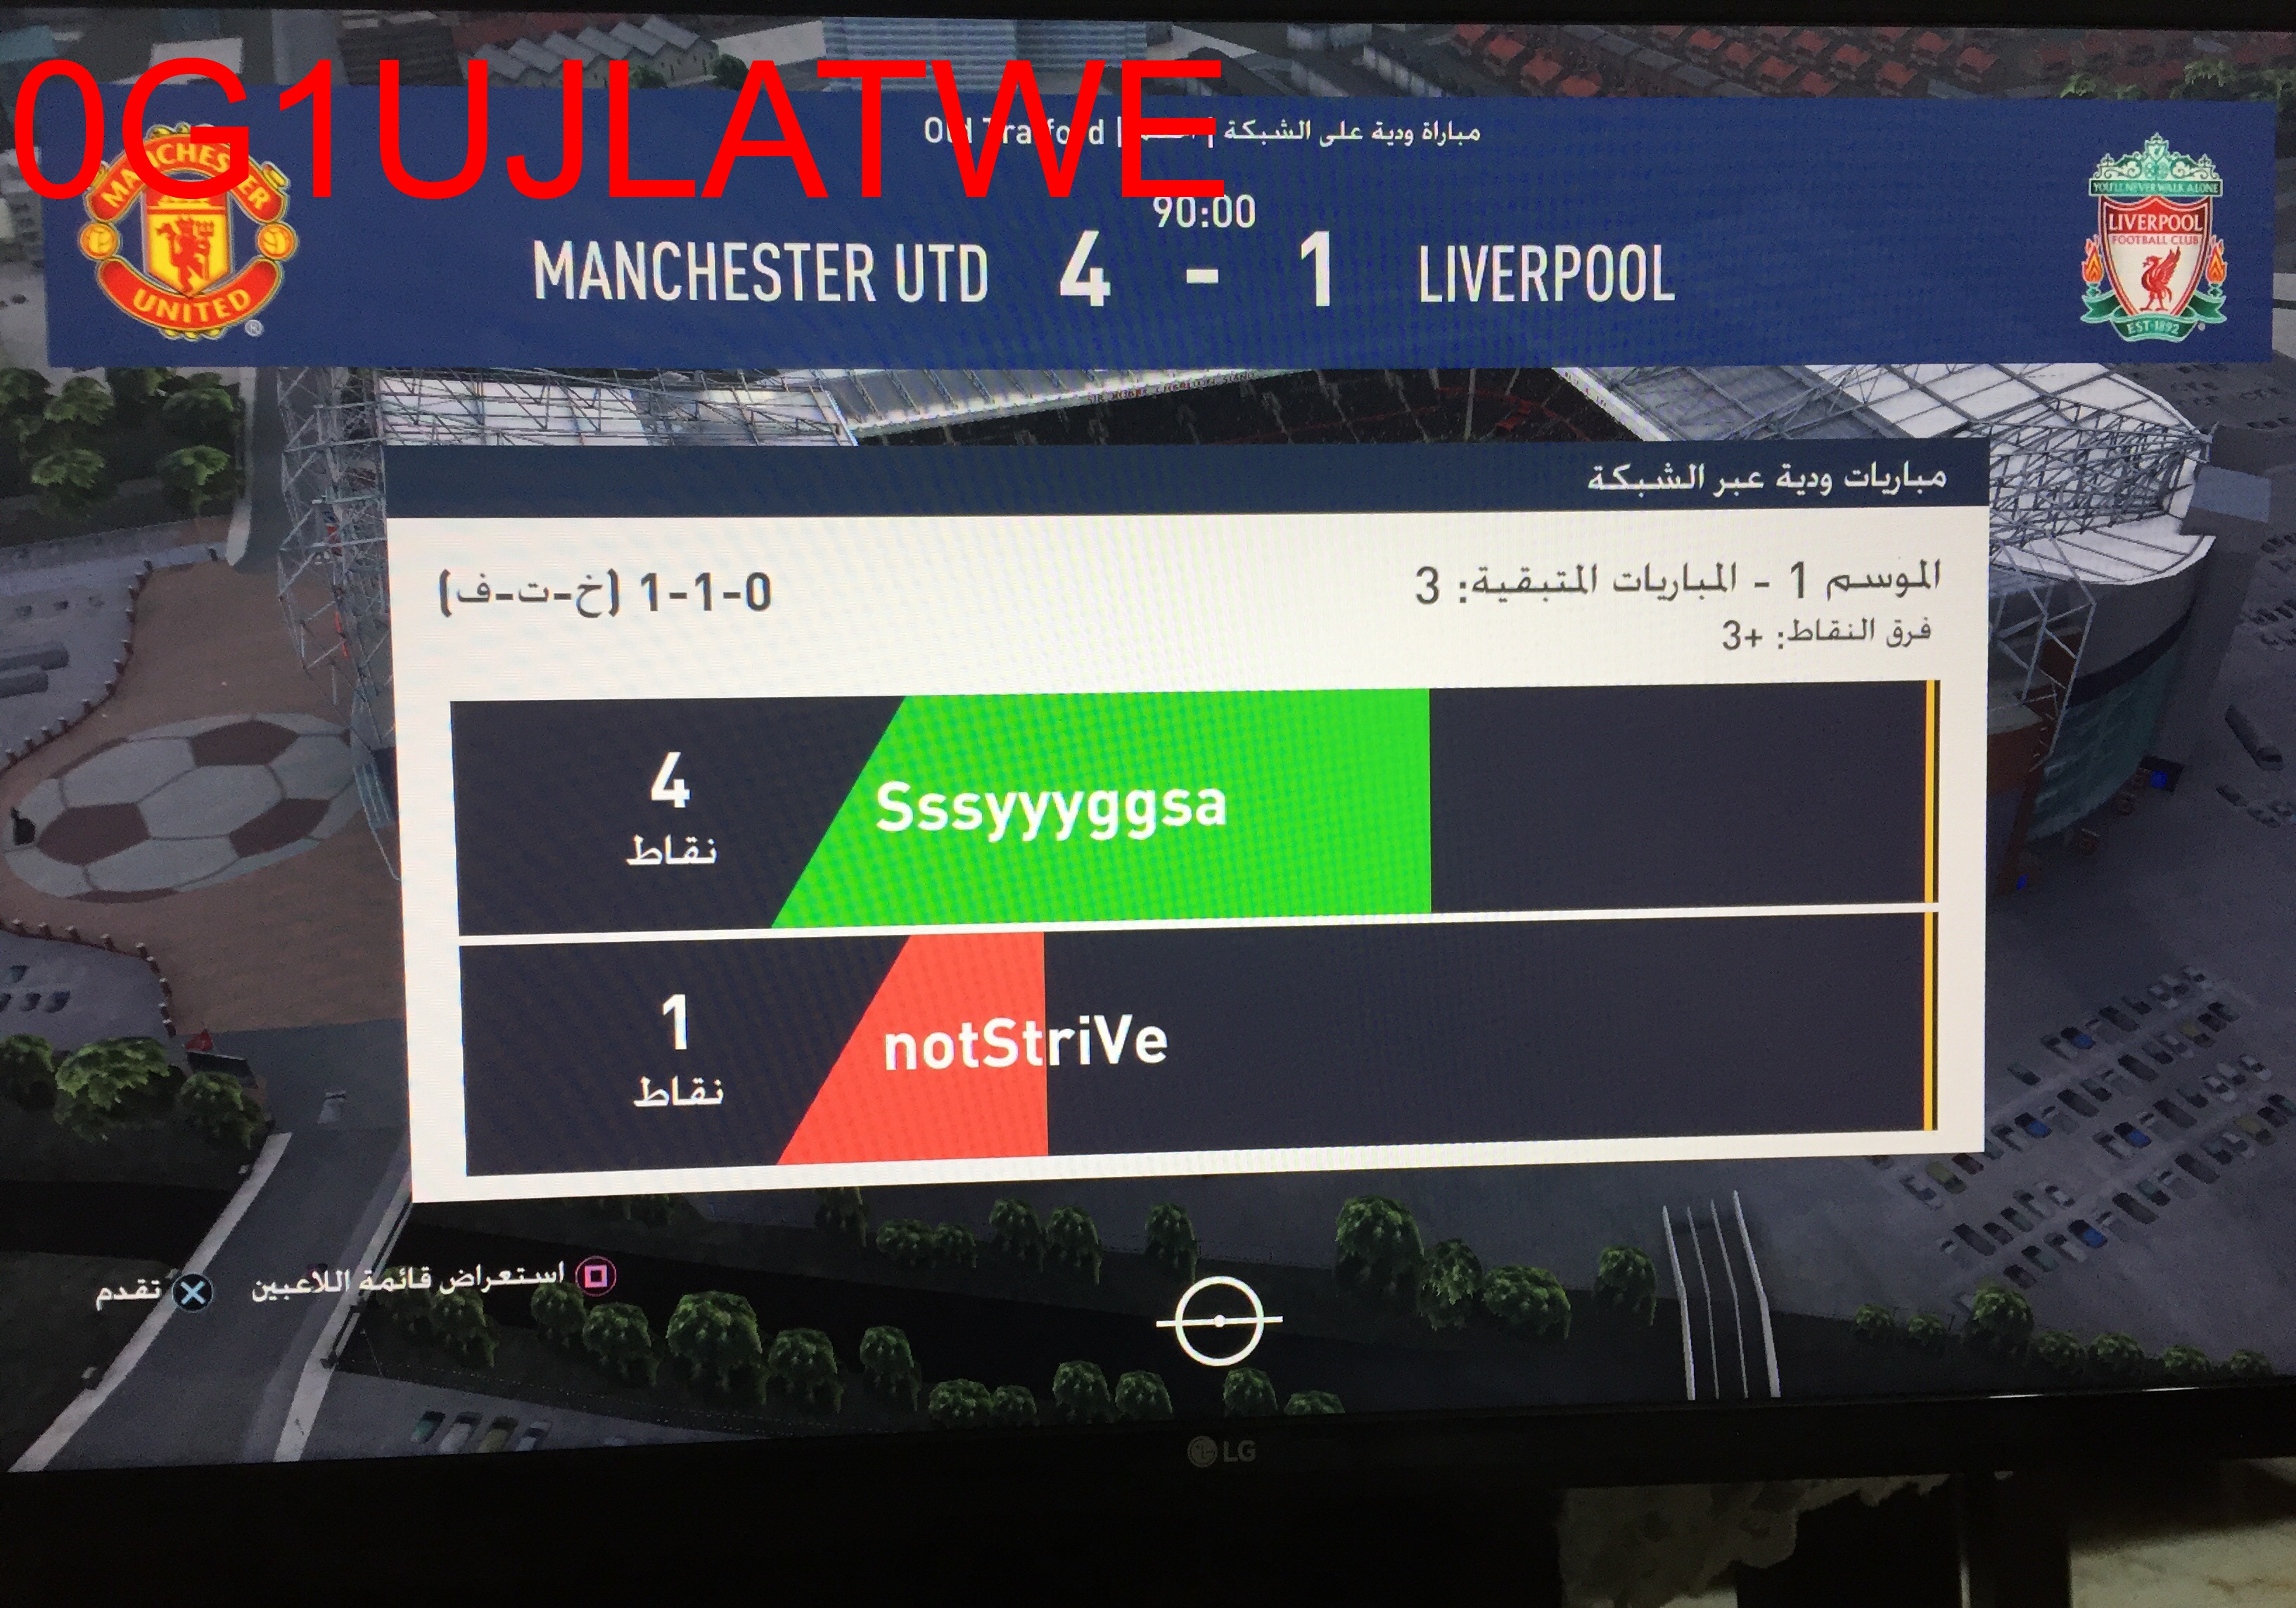 0G1UJLATWE
مباراة ودية على الشبكة | | Old Trafford
90:00
MANCHESTER UTD 4 - 1 LIVERPOOL
MANCHESTER
UNITED
®
YOU'LL NEVER WALK ALONE
LIVERPOOL
FOOTBALL CLUB
EST·1892
مباريات ودية عبر الشبكة
الموسم 1 - المباريات المتبقية: 3
1-1-0 (خ-ت-ف)
فرق النقاط: +3
4
نقاط
Sssyyyggsa
1
نقاط
notStriVe
استعراض قائمة اللاعبين
تقدم
LG